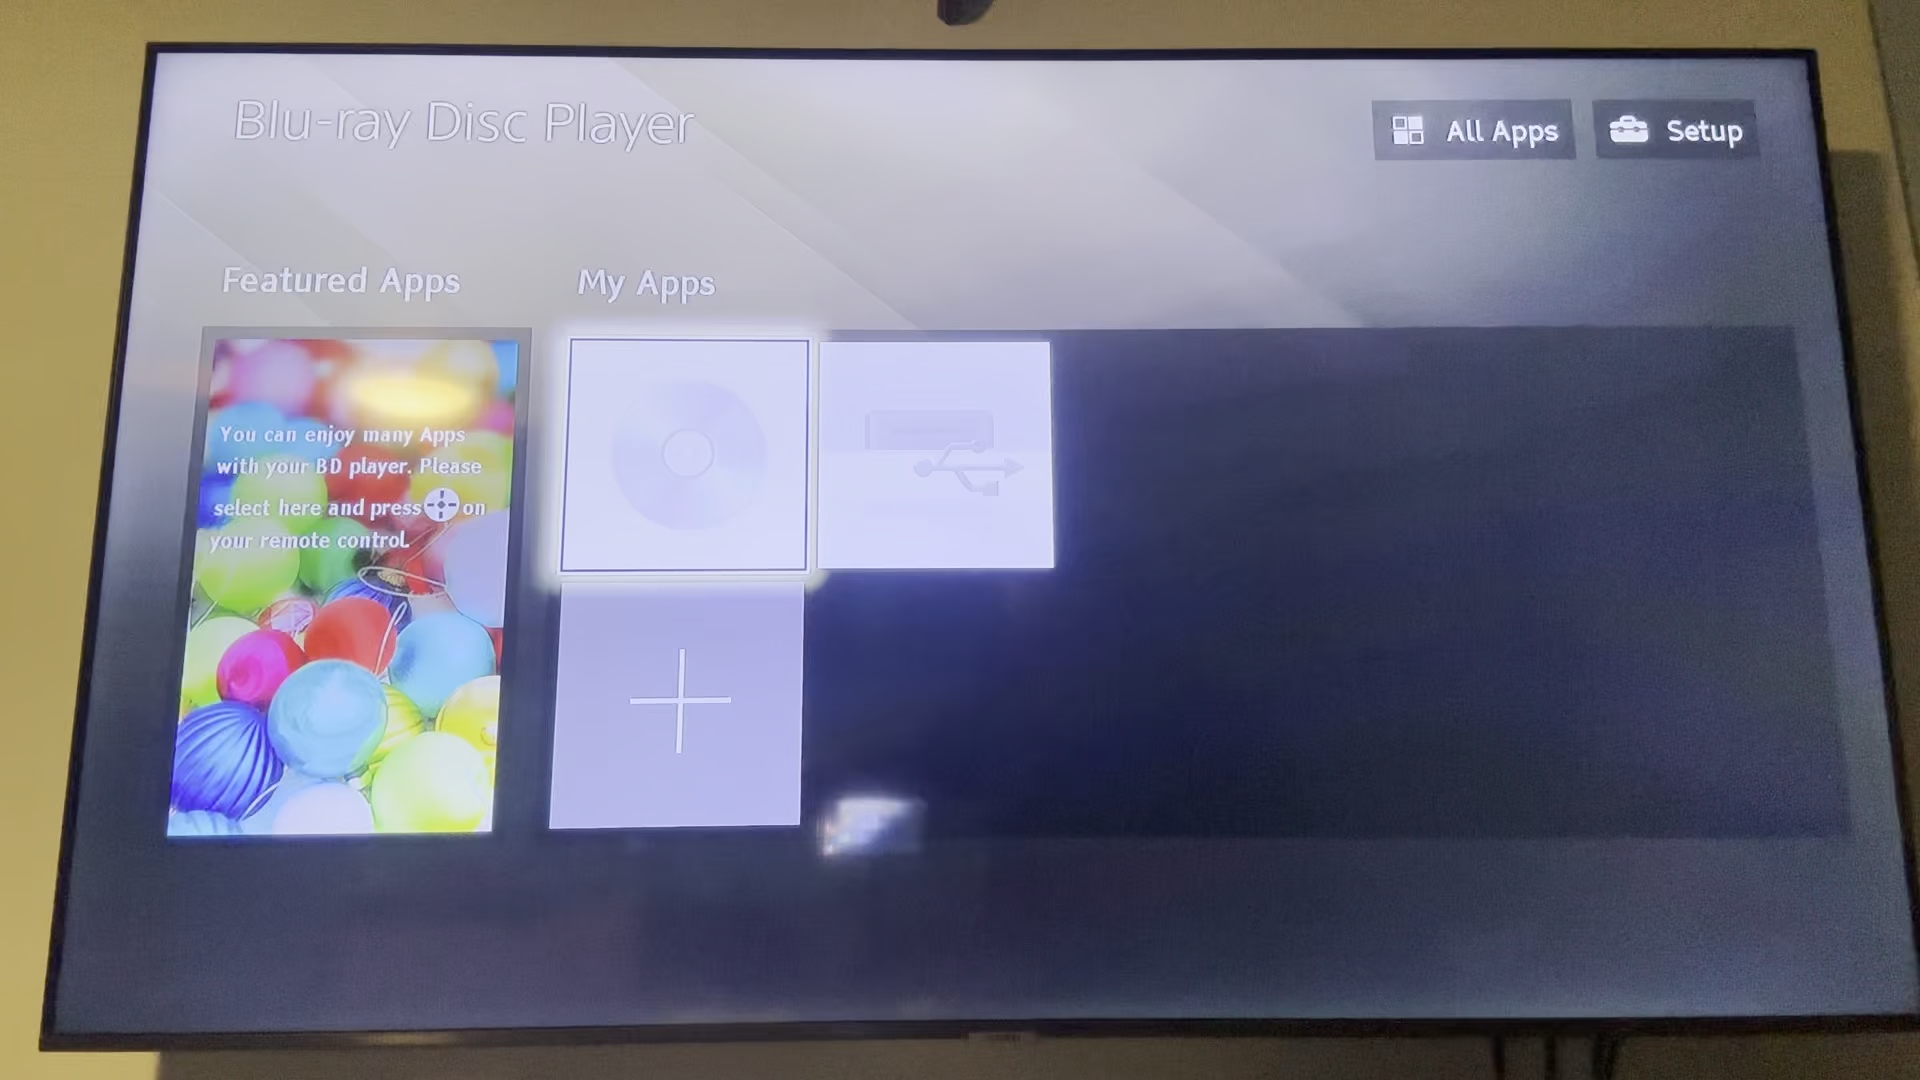 Blu-ray Disc Player
All Apps
Setup
Featured Apps
My Apps
You can enjoy many Apps
with your BD player. Please
select here and press on
your remote control.